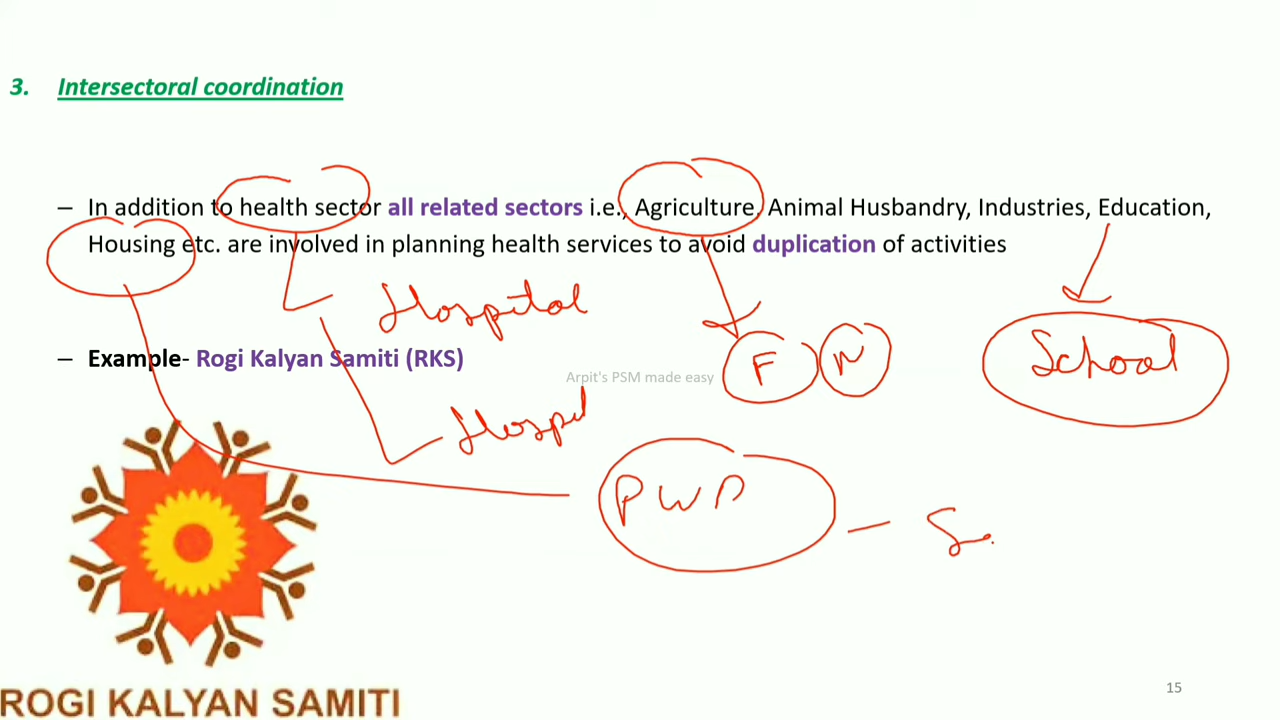 3. Intersectoral coordination
– In addition to health sector all related sectors i.e., Agriculture, Animal Husbandry, Industries, Education,
Housing etc. are involved in planning health services to avoid duplication of activities
Hospital
– Example- Rogi Kalyan Samiti (RKS)
F N School
Arpit's PSM made easy
Hospil
PWD
ROGI KALYAN SAMITI
15